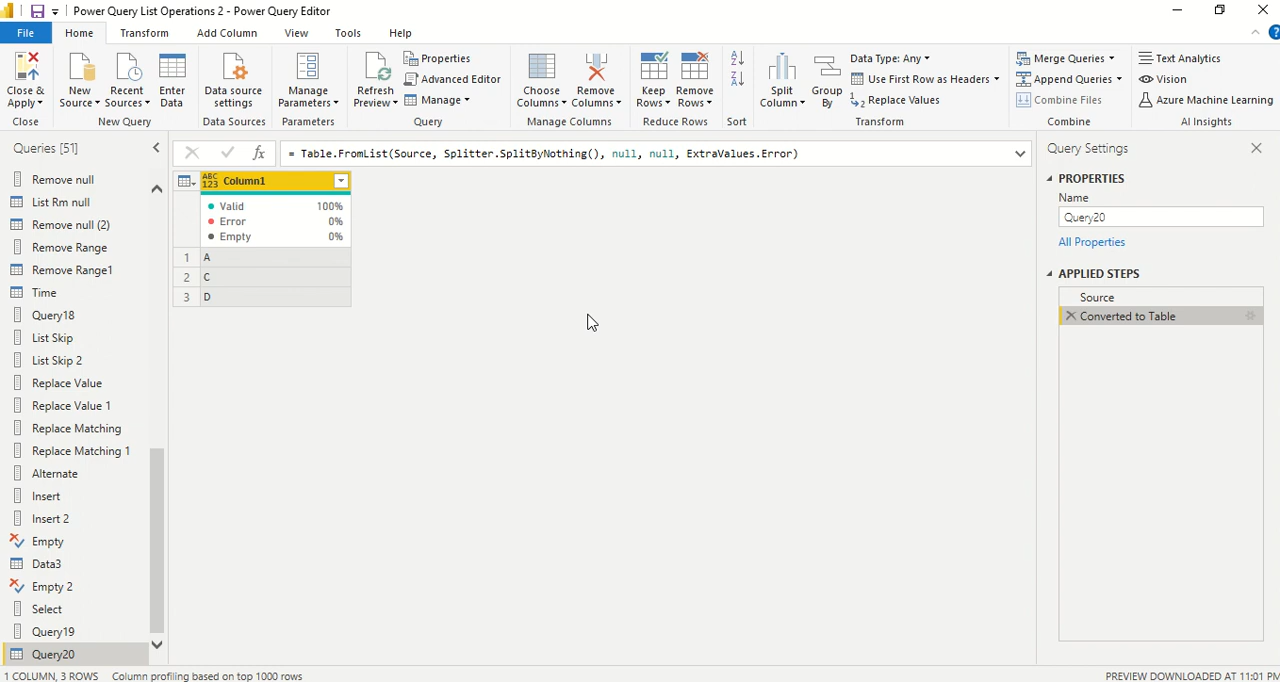 Power Query List Operations 2 - Power Query Editor
File Home Transform Add Column View Tools Help
Close & Apply
Close
New Source
Recent Sources
Enter Data
New Query
Data source settings
Data Sources
Manage Parameters
Parameters
Refresh Preview
Properties
Advanced Editor
Manage
Query
Choose Columns
Remove Columns
Manage Columns
Keep Rows
Remove Rows
Reduce Rows
Sort
Split Column
Group By
Data Type: Any
Use First Row as Headers
Replace Values
Transform
Merge Queries
Append Queries
Combine Files
Combine
Text Analytics
Vision
Azure Machine Learning
AI Insights
Queries [51]
Remove null
List Rm null
Remove null (2)
Remove Range
Remove Range1
Time
Query18
List Skip
List Skip 2
Replace Value
Replace Value 1
Replace Matching
Replace Matching 1
Alternate
Insert
Insert 2
Empty
Data3
Empty 2
Select
Query19
Query20
fx = Table.FromList(Source, Splitter.SplitByNothing(), null, null, ExtraValues.Error)
ABC 123 Column1
Valid 100%
Error 0%
Empty 0%
1 A
2 C
3 D
Query Settings
PROPERTIES
Name
Query20
All Properties
APPLIED STEPS
Source
Converted to Table
1 COLUMN, 3 ROWS Column profiling based on top 1000 rows
PREVIEW DOWNLOADED AT 11:01 PM